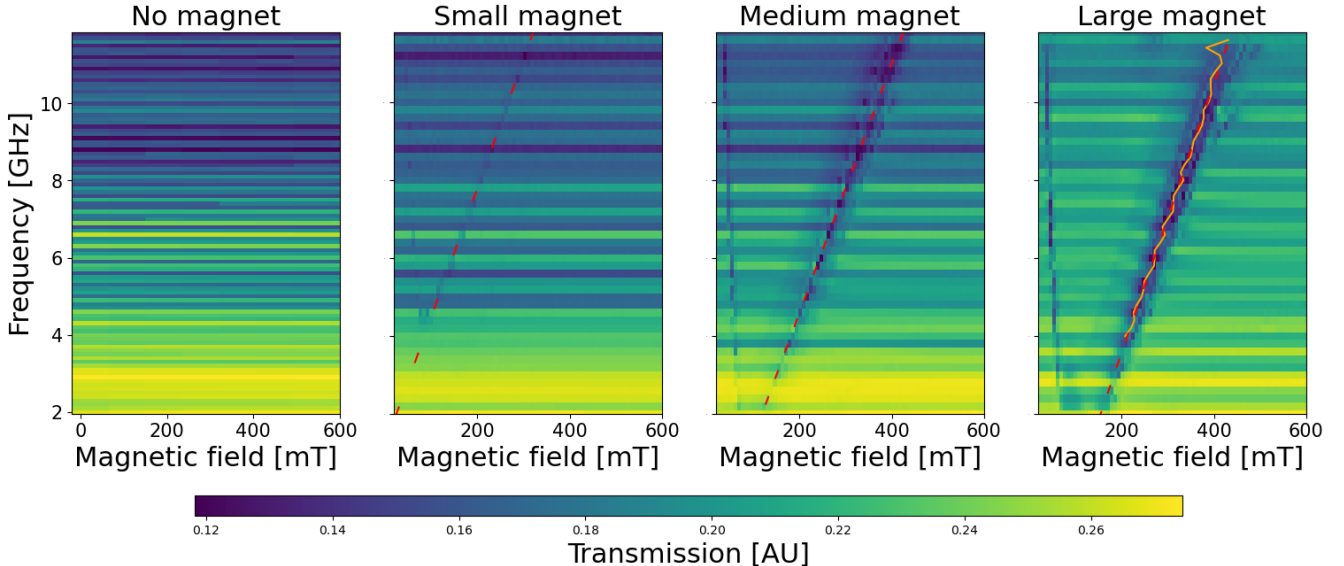 No magnet
Small magnet
Medium magnet
Large magnet
Frequency [GHz]
10
8
6
4
2
0 200 400 600
200 400 600
200 400 600
200 400 600
Magnetic field [mT]
Magnetic field [mT]
Magnetic field [mT]
Magnetic field [mT]
0.12 0.14 0.16 0.18 0.20 0.22 0.24 0.26
Transmission [AU]